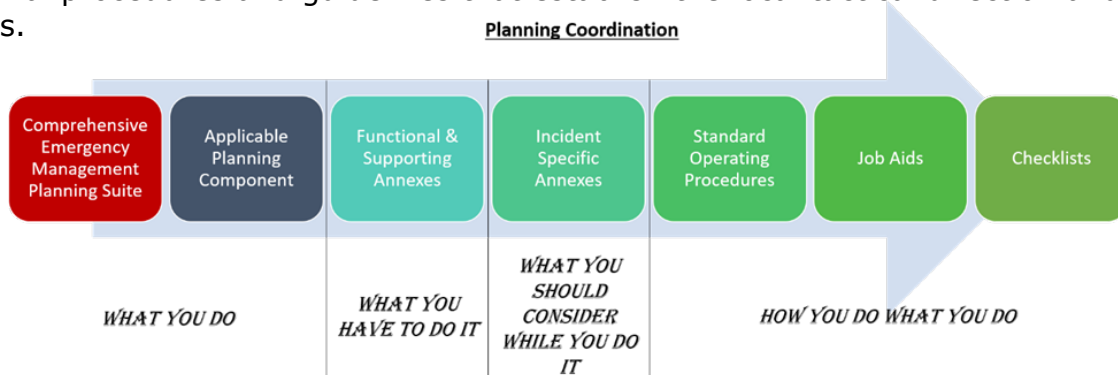 s.
Planning Coordination
Comprehensive
Emergency
Management
Planning Suite
Applicable
Planning
Component
Functional &
Supporting
Annexes
Incident
Specific
Annexes
Standard
Operating
Procedures
Job Aids
Checklists
WHAT YOU DO
WHAT YOU
HAVE TO DO IT
WHAT YOU
SHOULD
CONSIDER
WHILE YOU DO
IT
HOW YOU DO WHAT YOU DO